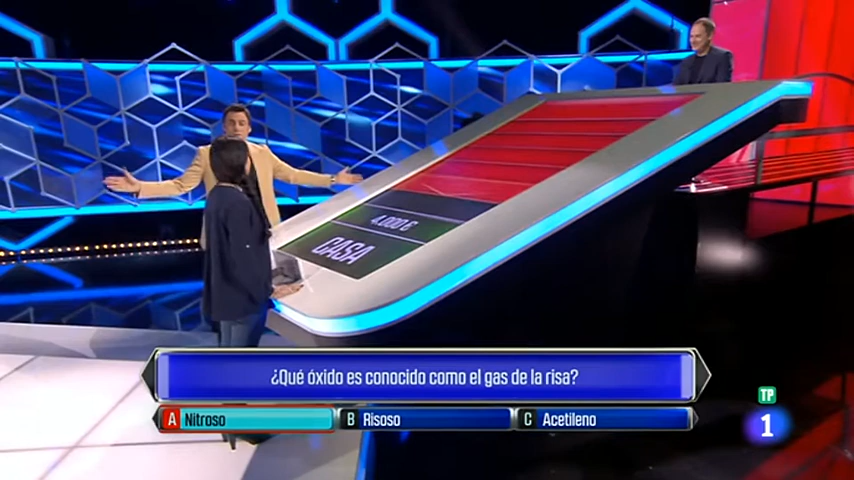 4.000 €
CASA
¿Qué óxido es conocido como el gas de la risa?
A Nitroso
B Risoso
C Acetileno
TP
1